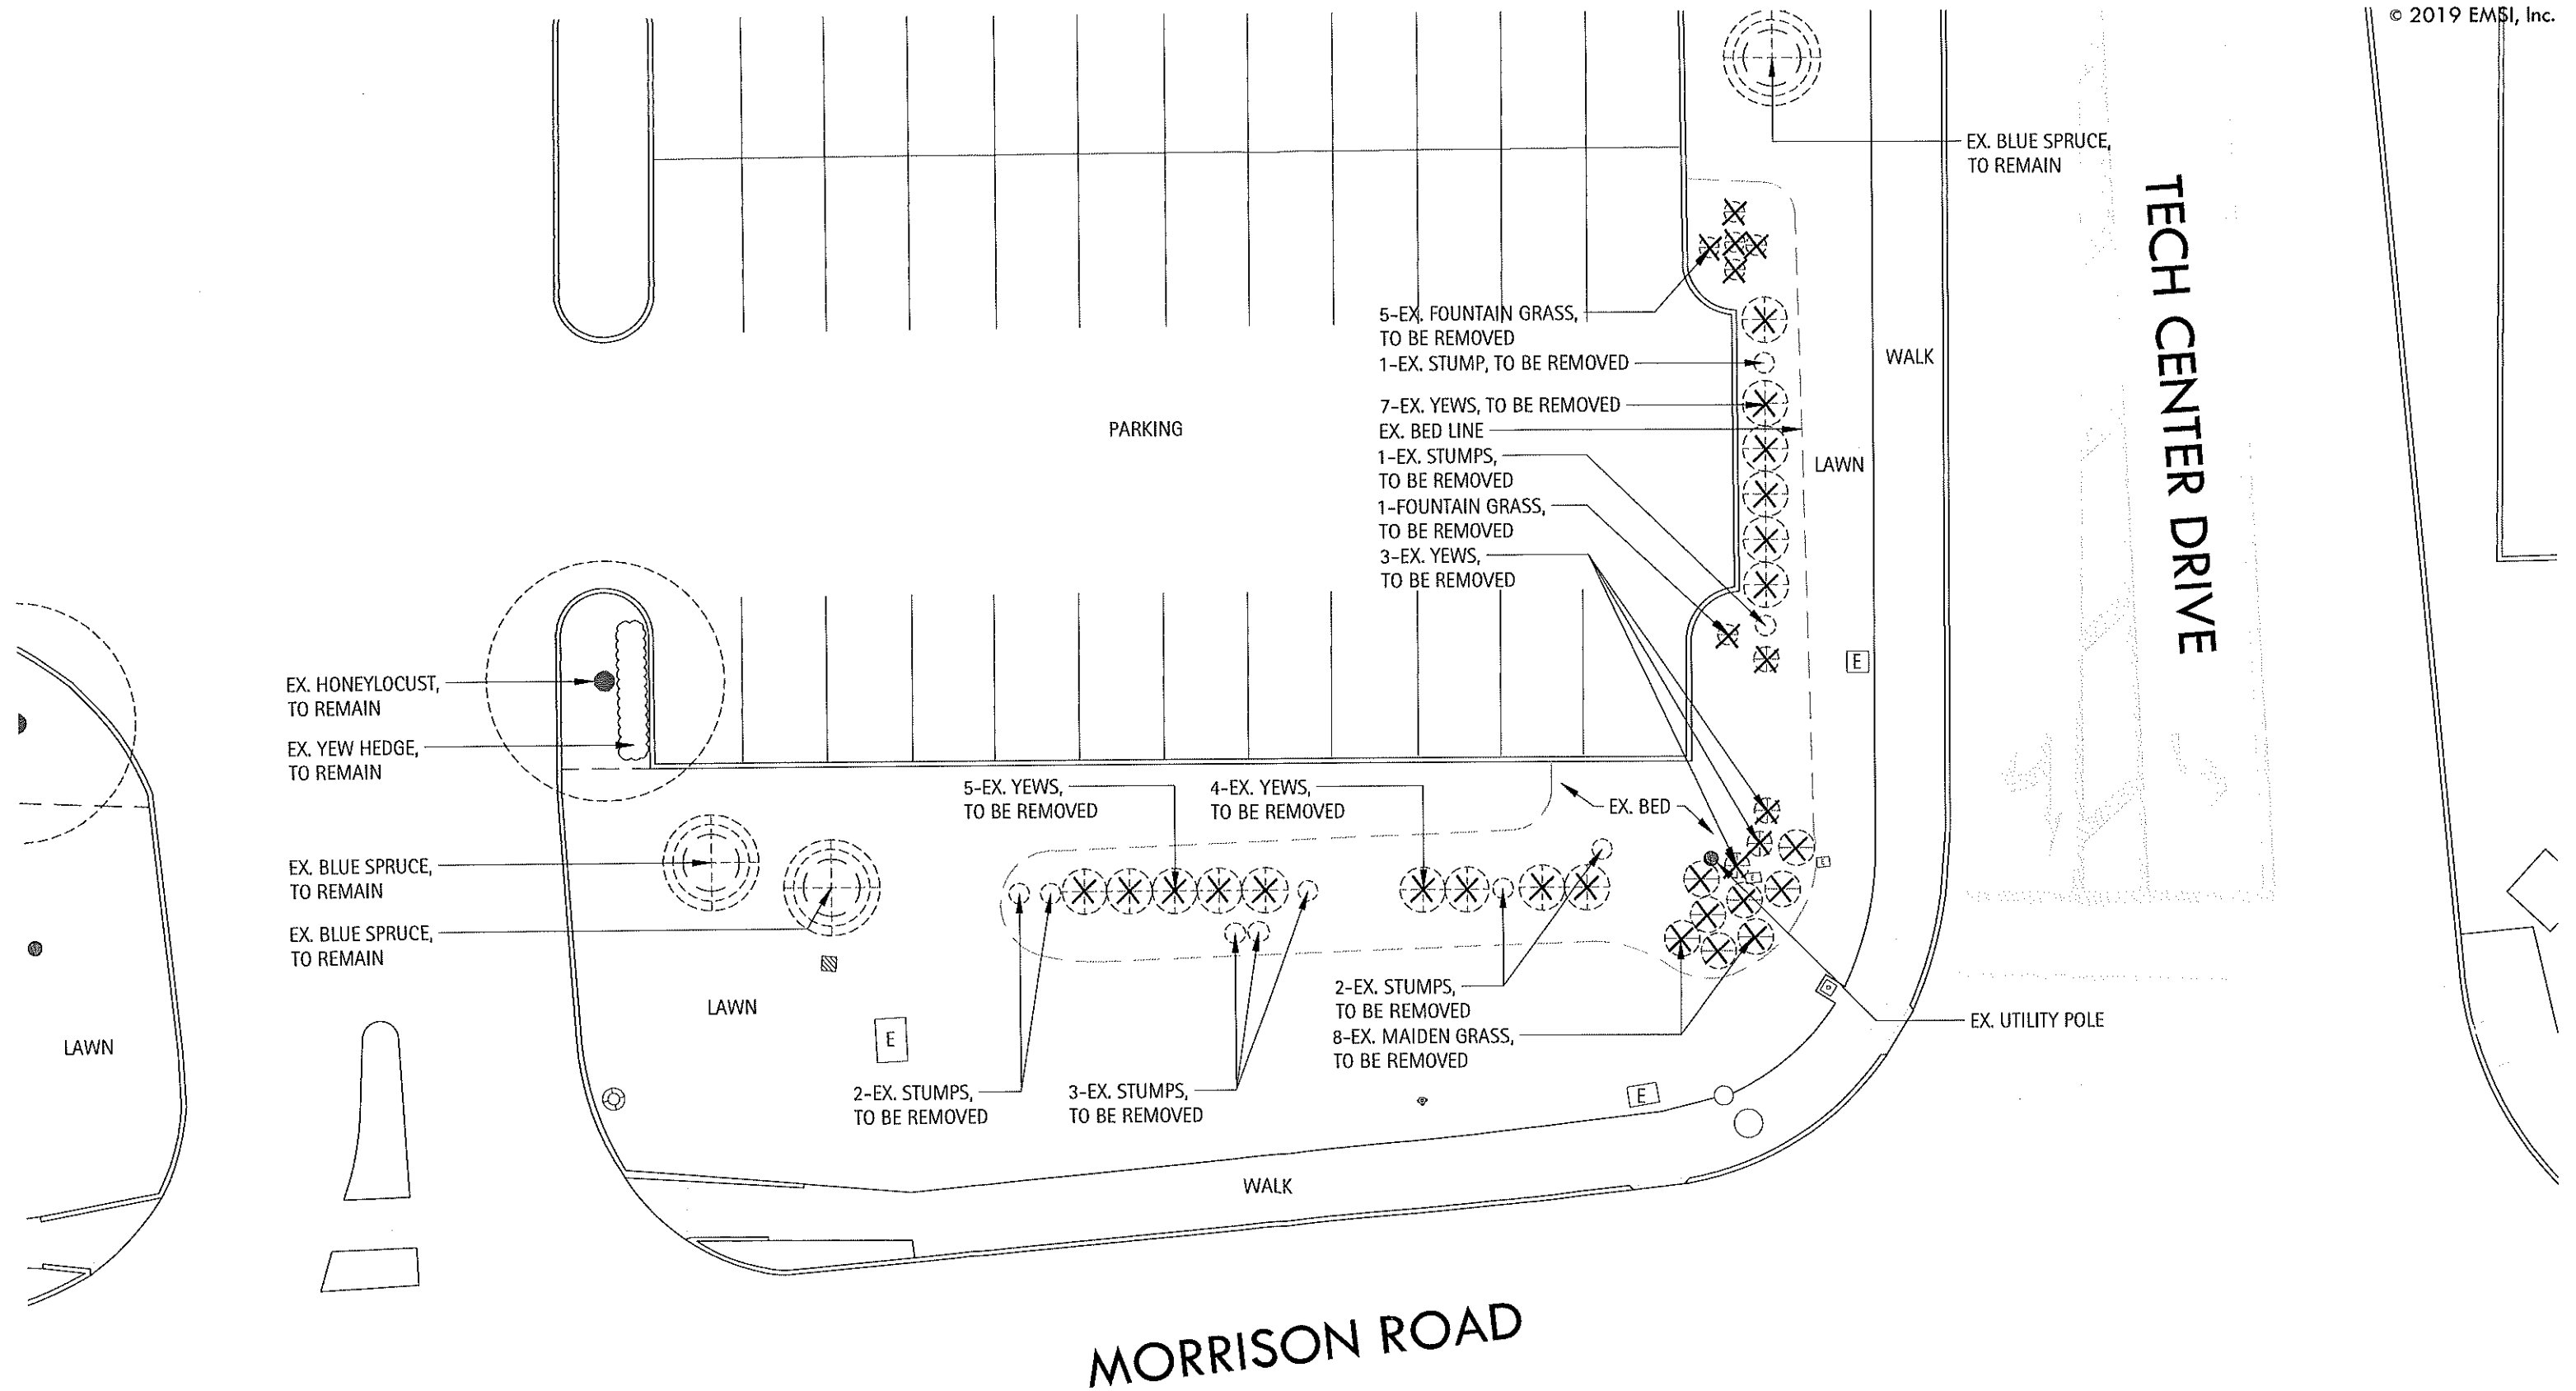 © 2019 EMSI, Inc.
EX. BLUE SPRUCE,
TO REMAIN
TECH CENTER DRIVE
5-EX. FOUNTAIN GRASS,
TO BE REMOVED
1-EX. STUMP, TO BE REMOVED
WALK
7-EX. YEWS, TO BE REMOVED
PARKING
EX. BED LINE
1-EX. STUMPS,
TO BE REMOVED
LAWN
1-FOUNTAIN GRASS,
TO BE REMOVED
3-EX. YEWS,
TO BE REMOVED
E
EX. HONEYLOCUST,
TO REMAIN
EX. YEW HEDGE,
TO REMAIN
5-EX. YEWS,
TO BE REMOVED
4-EX. YEWS,
TO BE REMOVED
EX. BED
E
E
EX. BLUE SPRUCE,
TO REMAIN
EX. BLUE SPRUCE,
TO REMAIN
2-EX. STUMPS,
TO BE REMOVED
LAWN
8-EX. MAIDEN GRASS,
TO BE REMOVED
EX. UTILITY POLE
E
LAWN
2-EX. STUMPS,
TO BE REMOVED
3-EX. STUMPS,
TO BE REMOVED
E
WALK
MORRISON ROAD